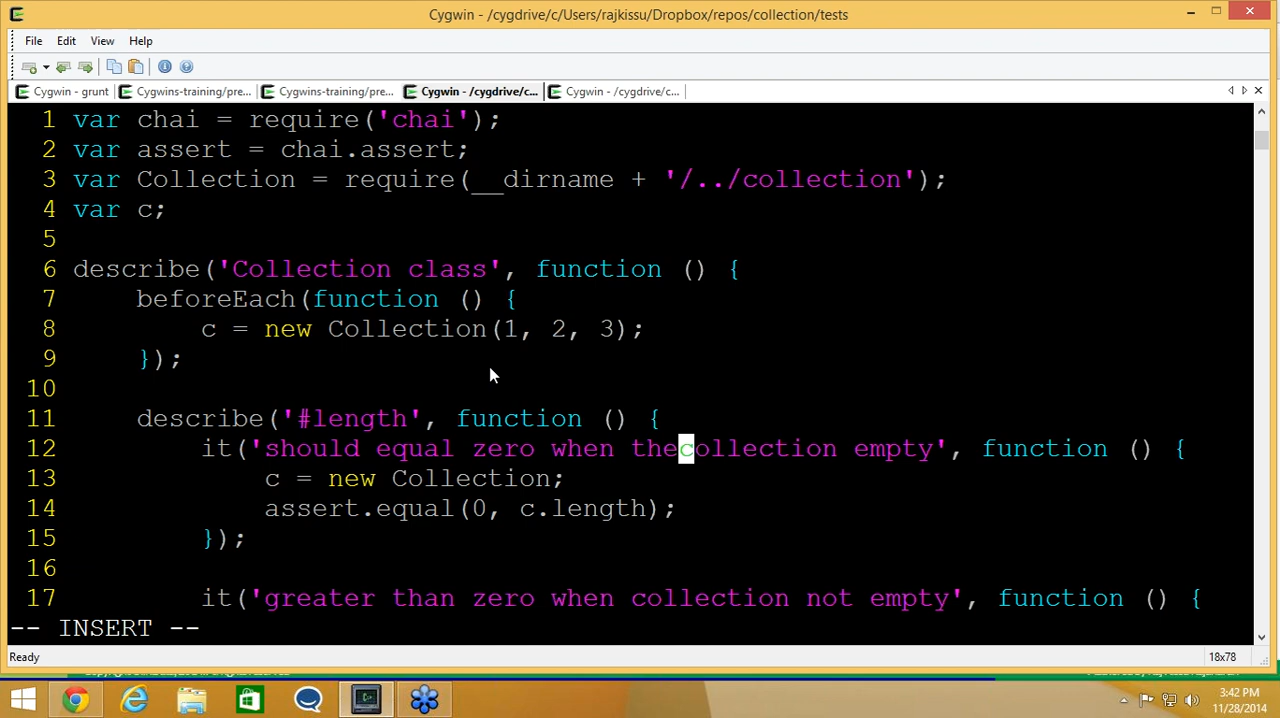 Cygwin - /cygdrive/c/Users/rajkissu/Dropbox/repos/collection/tests
File Edit View Help
Cygwin - grunt Cygwins-training/pre... Cygwins-training/pre... Cygwin - /cygdrive/c... Cygwin - /cygdrive/c...
1 var chai = require('chai');
2 var assert = chai.assert;
3 var Collection = require(__dirname + '/../collection');
4 var c;
5
6 describe('Collection class', function () {
7     beforeEach(function () {
8         c = new Collection(1, 2, 3);
9     });
10
11     describe('#length', function () {
12         it('should equal zero when thecollection empty', function () {
13             c = new Collection;
14             assert.equal(0, c.length);
15         });
16
17         it('greater than zero when collection not empty', function () {
-- INSERT --
Ready 18x78
3:42 PM
11/28/2014